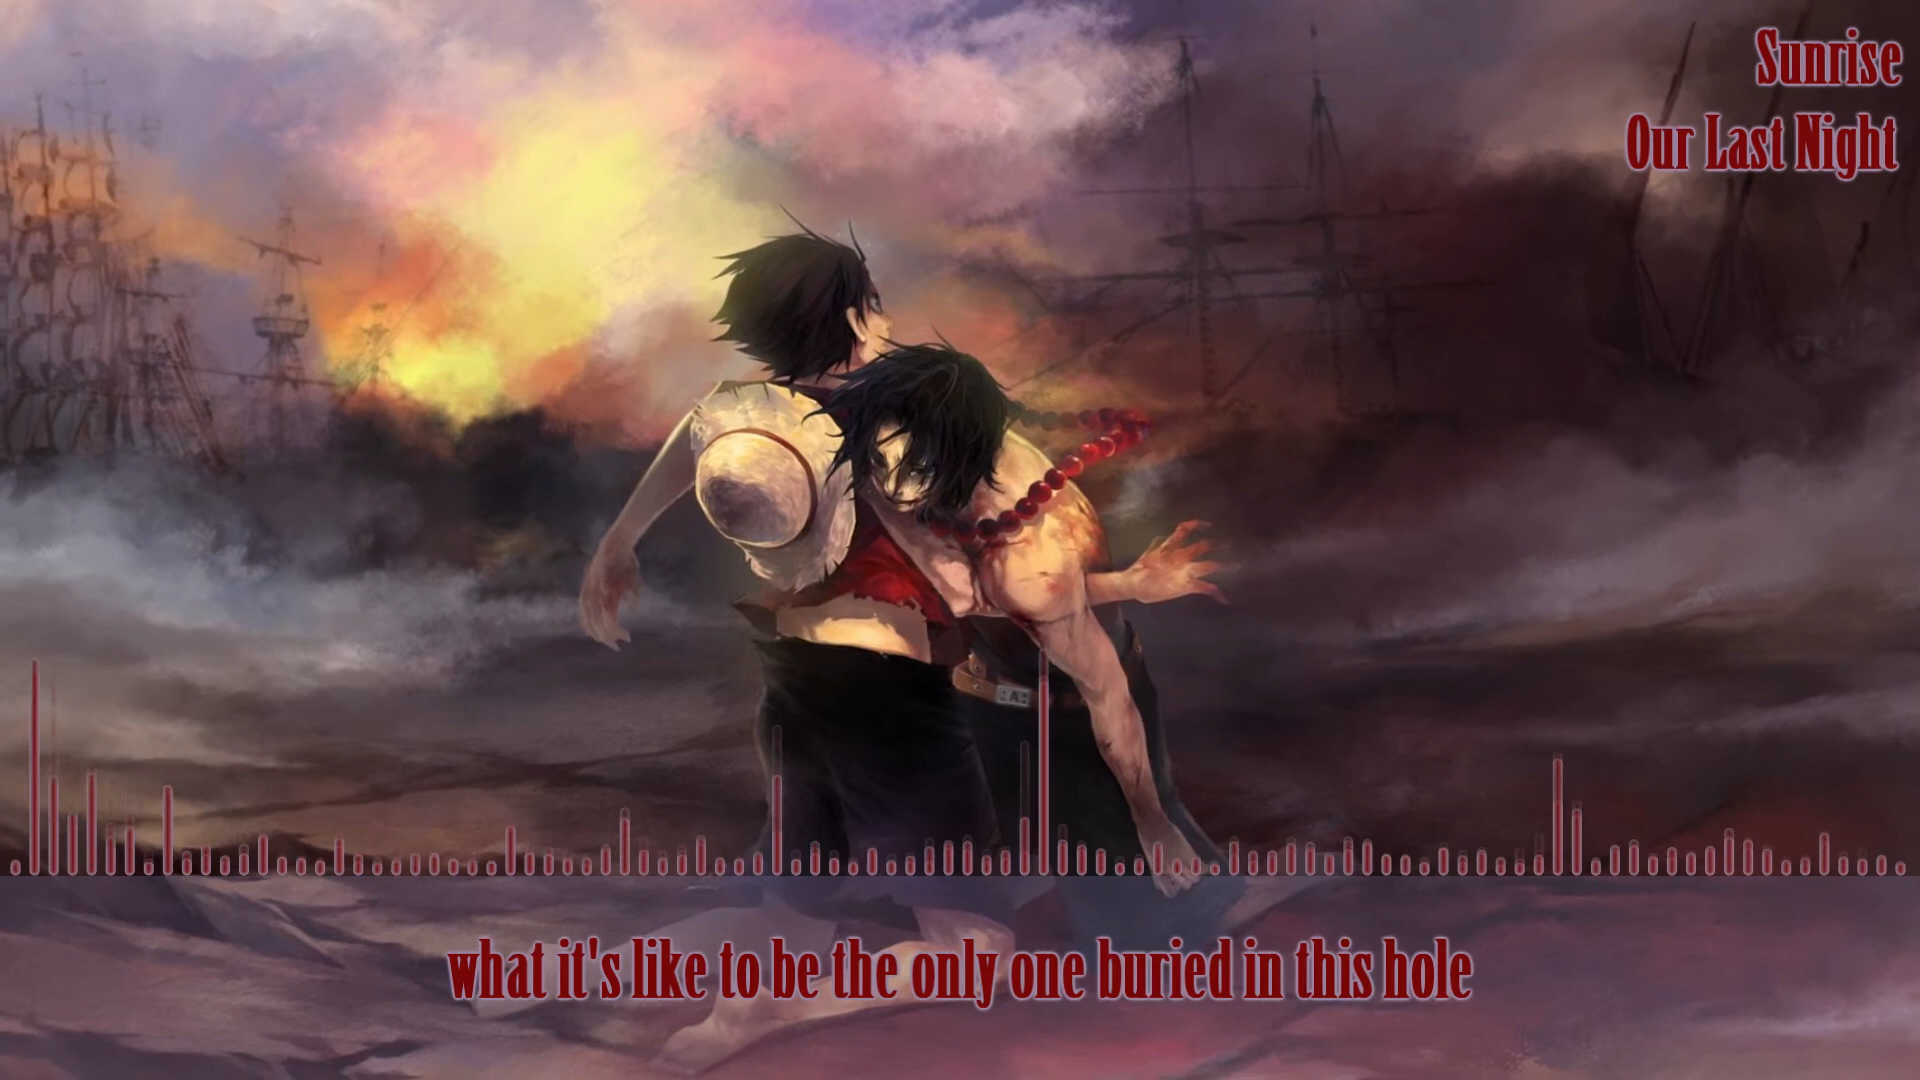 Sunrise
Our Last Night
:A:
what it's like to be the only one buried in this hole